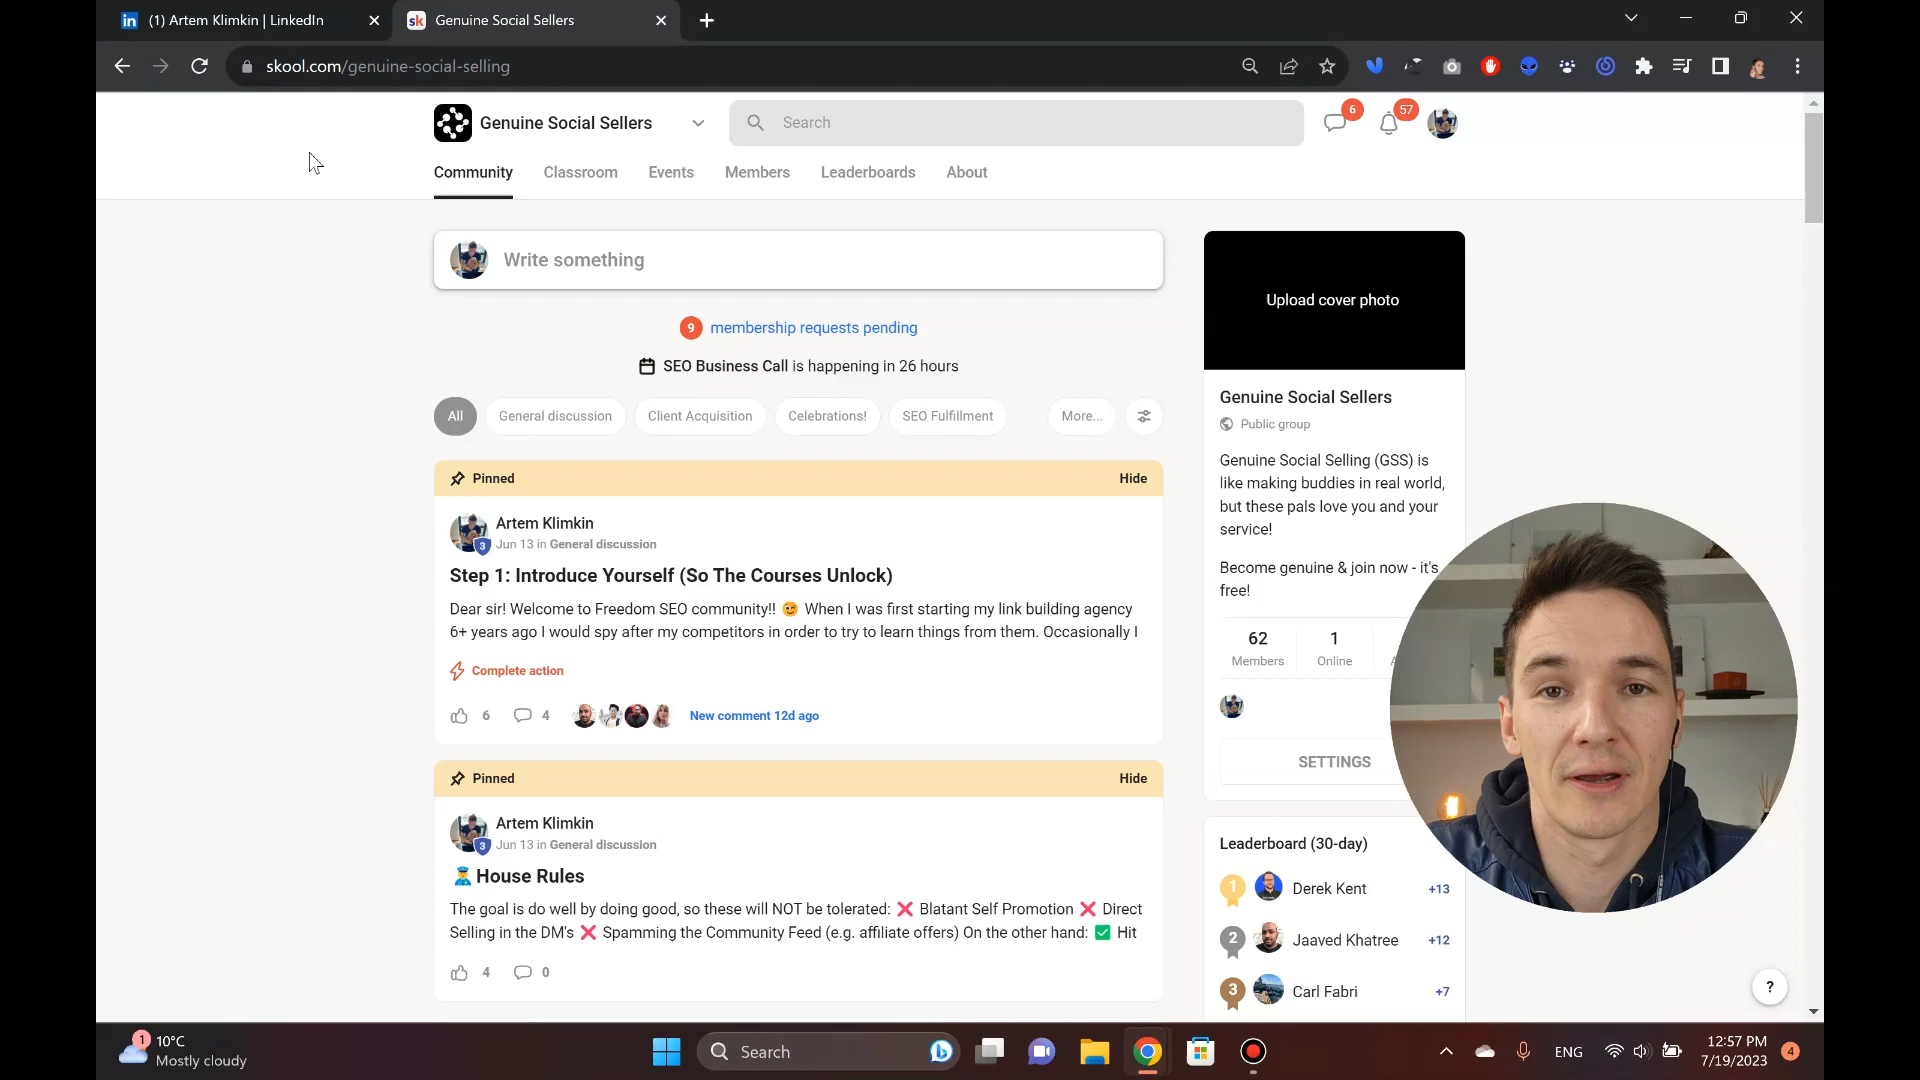 (1) Artem Klimkin | LinkedIn
sk
Genuine Social Sellers
skool.com/genuine-social-selling
Genuine Social Sellers
Search
6
57
Community
Classroom
Events
Members
Leaderboards
About
Write something
9 membership requests pending
SEO Business Call is happening in 26 hours
All
General discussion
Client Acquisition
Celebrations!
SEO Fulfillment
More...
Pinned
Hide
Artem Klimkin
3
Jun 13 in General discussion
Step 1: Introduce Yourself (So The Courses Unlock)
Dear sir! Welcome to Freedom SEO community!! 😉 When I was first starting my link building agency
6+ years ago I would spy after my competitors in order to try to learn things from them. Occasionally I
Complete action
6
4
New comment 12d ago
Pinned
Hide
Artem Klimkin
3
Jun 13 in General discussion
👮 House Rules
The goal is do well by doing good, so these will NOT be tolerated: ❌ Blatant Self Promotion ❌ Direct
Selling in the DM's ❌ Spamming the Community Feed (e.g. affiliate offers) On the other hand: ✅ Hit
4
0
Upload cover photo
Genuine Social Sellers
Public group
Genuine Social Selling (GSS) is
like making buddies in real world,
but these pals love you and your
service!
Become genuine & join now - it's
free!
62
Members
1
Online
SETTINGS
Leaderboard (30-day)
1 Derek Kent +13
2 Jaaved Khatree +12
3 Carl Fabri +7
?
1
10°C
Mostly cloudy
Search
ENG
12:57 PM
7/19/2023
4